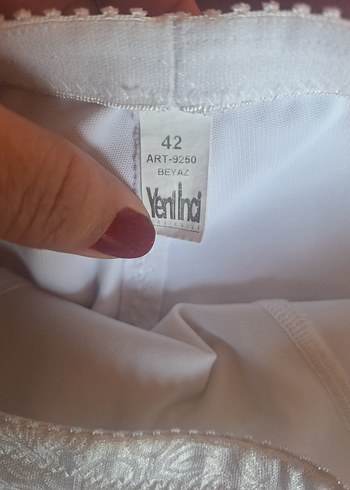 42
ART-9250
BEYAZ
Yeni İnci